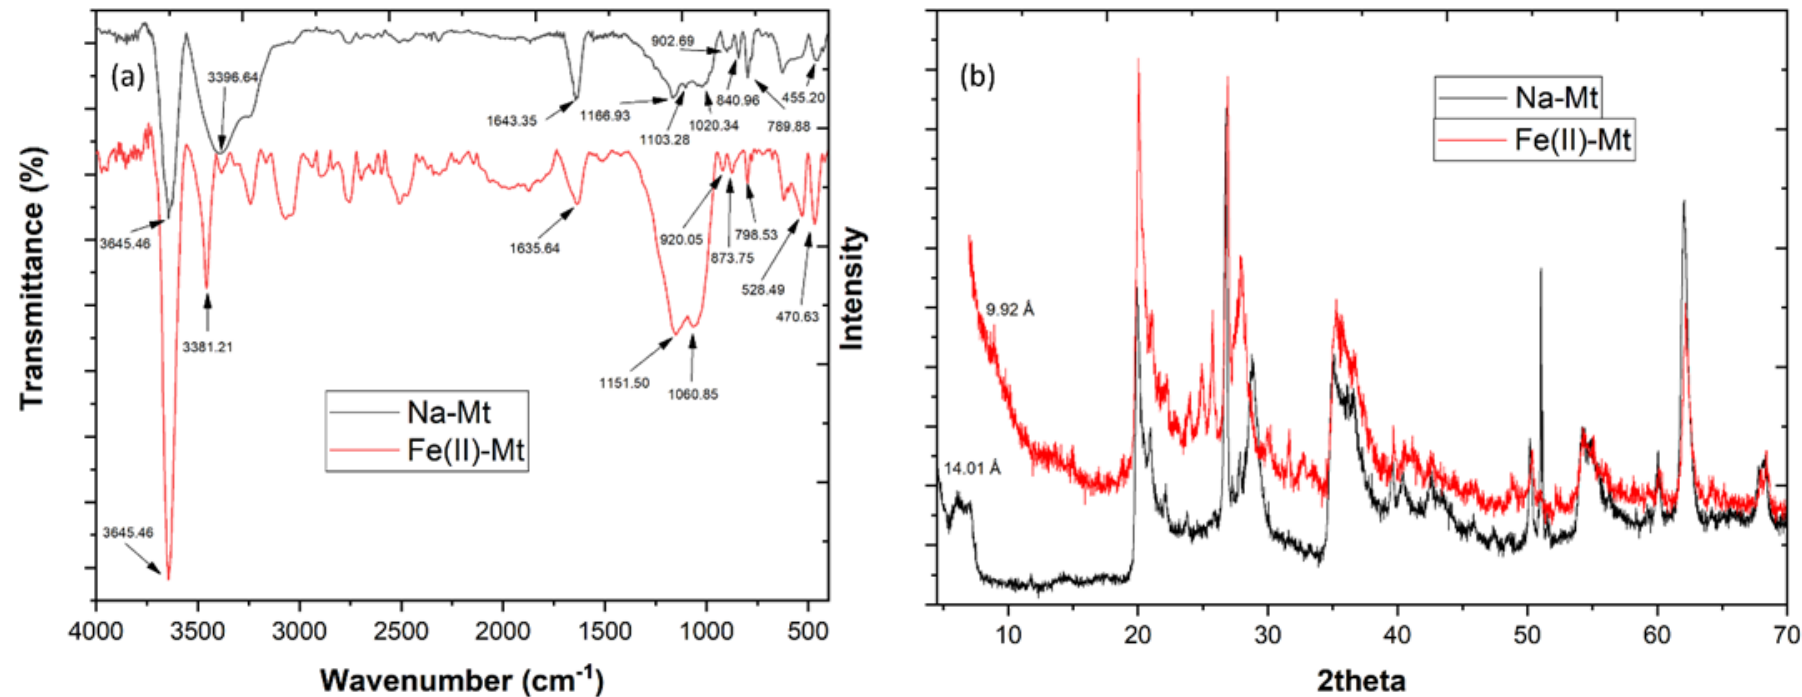 (a)
3396.64
902.69
3645.46
1643.35
1166.93
1103.28
1020.34
840.96
789.88
455.20
3381.21
1635.64
920.05
873.75
798.53
528.49
470.63
1151.50
1060.85
3645.46
Na-Mt
Fe(II)-Mt
Transmittance (%)
4000 3500 3000 2500 2000 1500 1000 500
Wavenumber (cm⁻¹)
(b)
Na-Mt
Fe(II)-Mt
9.92 Å
14.01 Å
Intensity
10 20 30 40 50 60 70
2theta